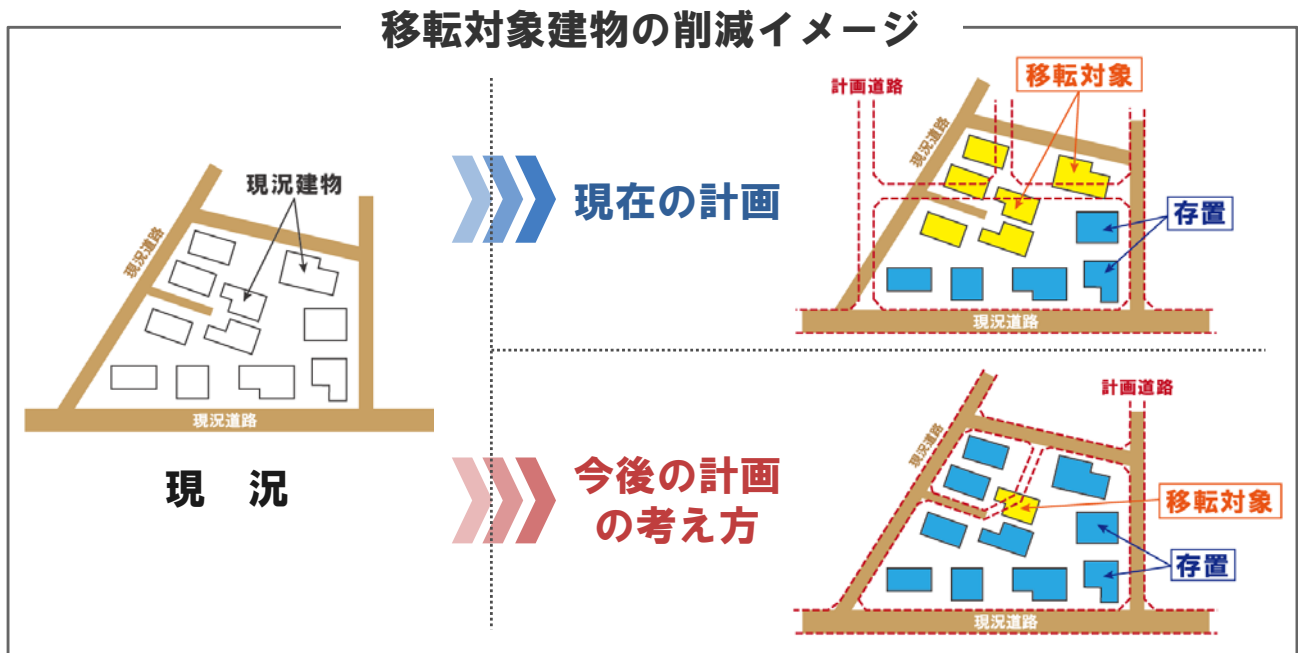 移転対象建物の削減イメージ
現況建物
現況道路
現況道路
現　況
現在の計画
計画道路
移転対象
現況道路
存置
現況道路
今後の計画
の考え方
計画道路
現況道路
移転対象
存置
現況道路